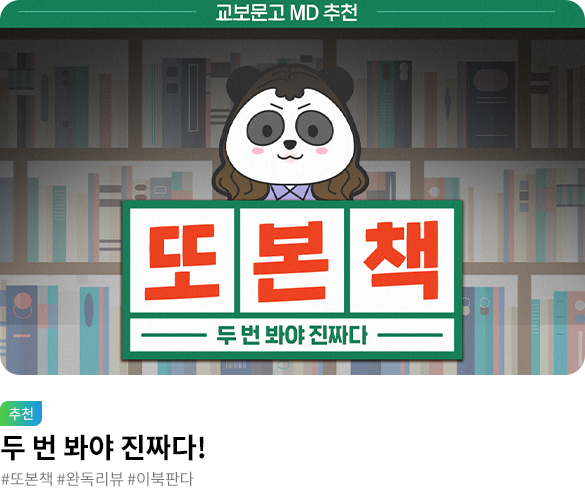 교보문고 MD 추천
또본책
두 번 봐야 진짜다
추천
두 번 봐야 진짜다!
#또본책 #완독리뷰 #이북판다